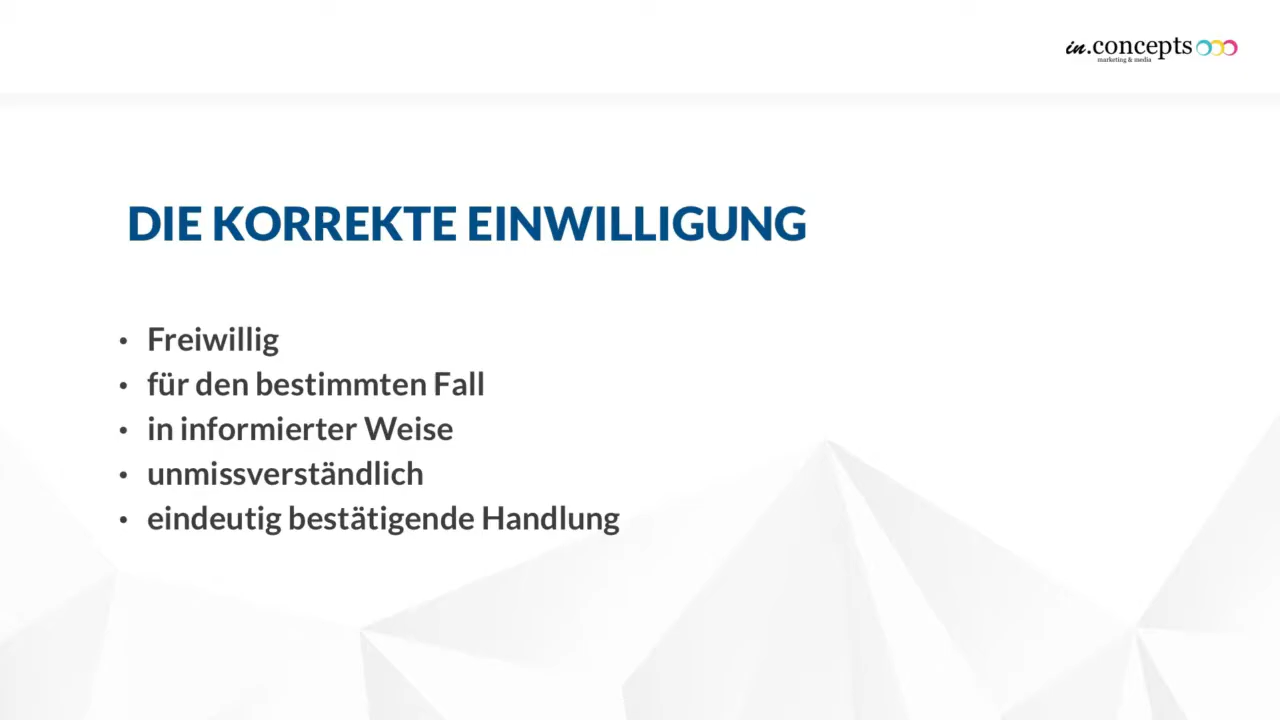 in.concepts
marketing & media
DIE KORREKTE EINWILLIGUNG
• Freiwillig
• für den bestimmten Fall
• in informierter Weise
• unmissverständlich
• eindeutig bestätigende Handlung